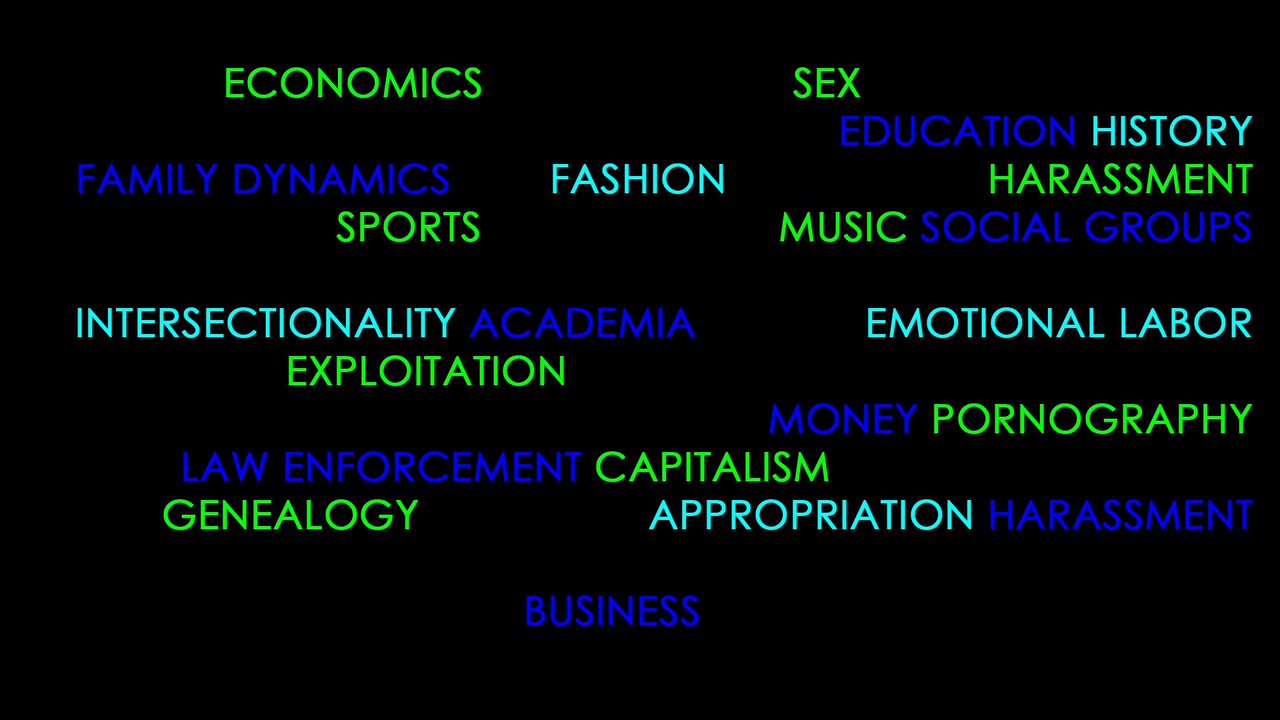 ECONOMICS SEX
EDUCATION HISTORY
FAMILY DYNAMICS FASHION HARASSMENT
SPORTS MUSIC SOCIAL GROUPS
INTERSECTIONALITY ACADEMIA EMOTIONAL LABOR
EXPLOITATION
MONEY PORNOGRAPHY
LAW ENFORCEMENT CAPITALISM
GENEALOGY APPROPRIATION HARASSMENT
BUSINESS